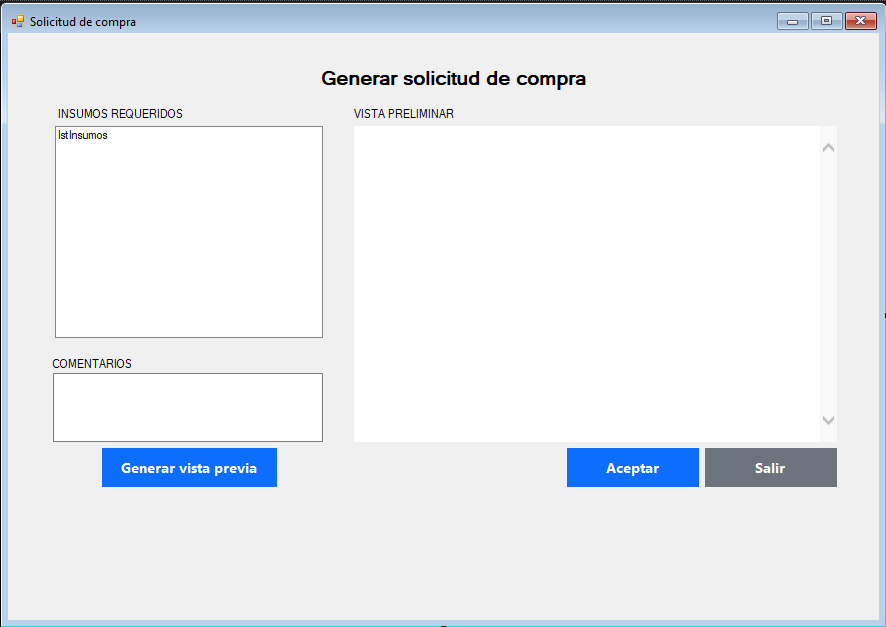 Solicitud de compra
Generar solicitud de compra
INSUMOS REQUERIDOS
VISTA PRELIMINAR
lstInsumos
COMENTARIOS
Generar vista previa
Aceptar
Salir